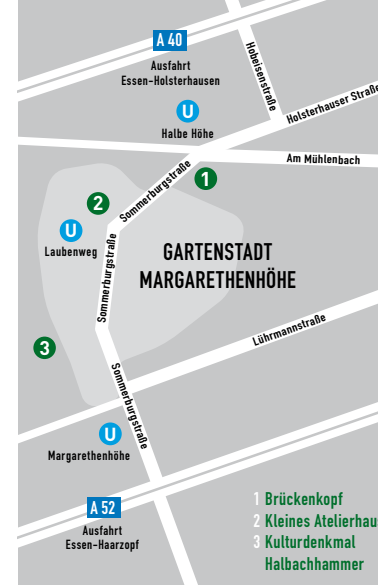 A 40
Ausfahrt
Essen-Holsterhausen
Hobeisenstraße
Holsterhauser Straße
U
Halbe Höhe
Am Mühlenbach
1
Sommerburgstraße
2
U
Laubenweg
Sommerburgstraße
GARTENSTADT
MARGARETHENHÖHE
3
Lührmannstraße
Sommerburgstraße
U
Margarethenhöhe
A 52
Ausfahrt
Essen-Haarzopf
1 Brückenkopf
2 Kleines Atelierhau
3 Kulturdenkmal
Halbachhammer